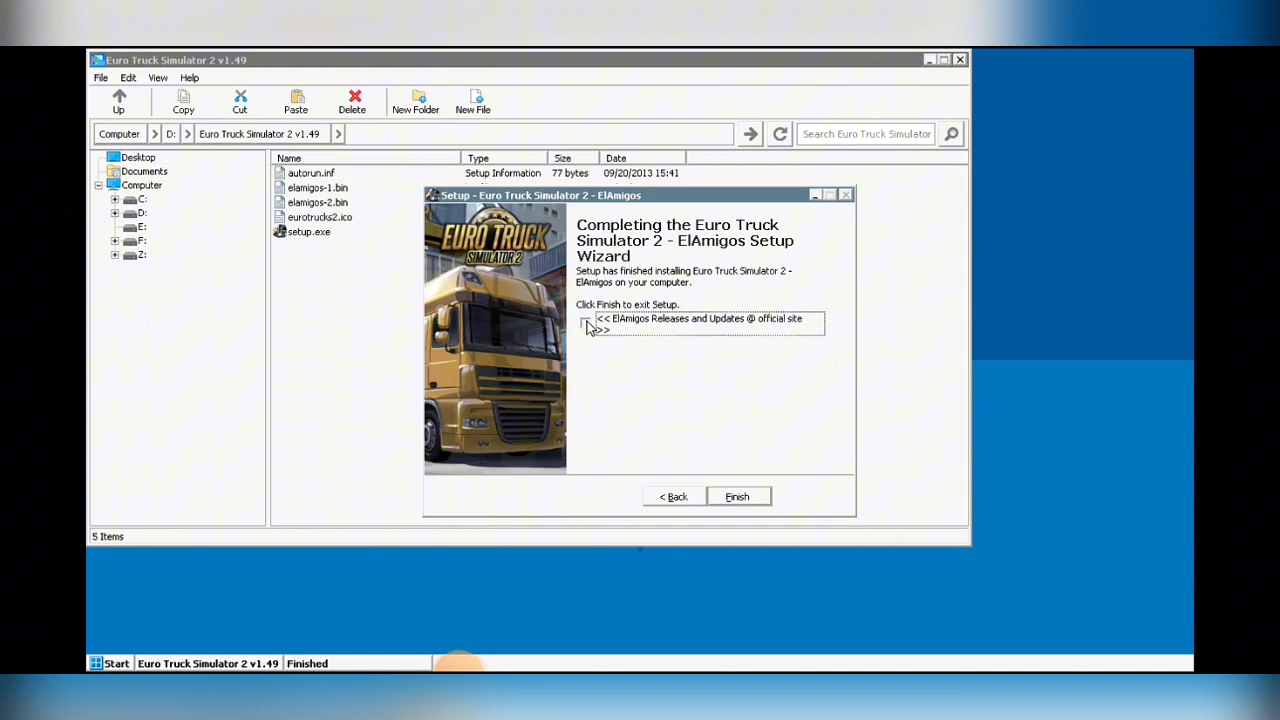 Euro Truck Simulator 2 v1.49
File Edit View Help
Up Copy Cut Paste Delete New Folder New File
Computer D: Euro Truck Simulator 2 v1.49 Search Euro Truck Simulator
Desktop
Documents
Computer
C:
D:
E:
F:
Z:
Name Type Size Date
autorun.inf Setup Information 77 bytes 09/20/2013 15:41
elamigos-1.bin
elamigos-2.bin
eurotrucks2.ico
setup.exe
Setup - Euro Truck Simulator 2 - ElAmigos
EURO TRUCK
SIMULATOR 2
Completing the Euro Truck
Simulator 2 - ElAmigos Setup
Wizard
Setup has finished installing Euro Truck Simulator 2 -
ElAmigos on your computer.
Click Finish to exit Setup.
<< ElAmigos Releases and Updates @ official site
>>
< Back Finish
5 Items
Start Euro Truck Simulator 2 v1.49 Finished